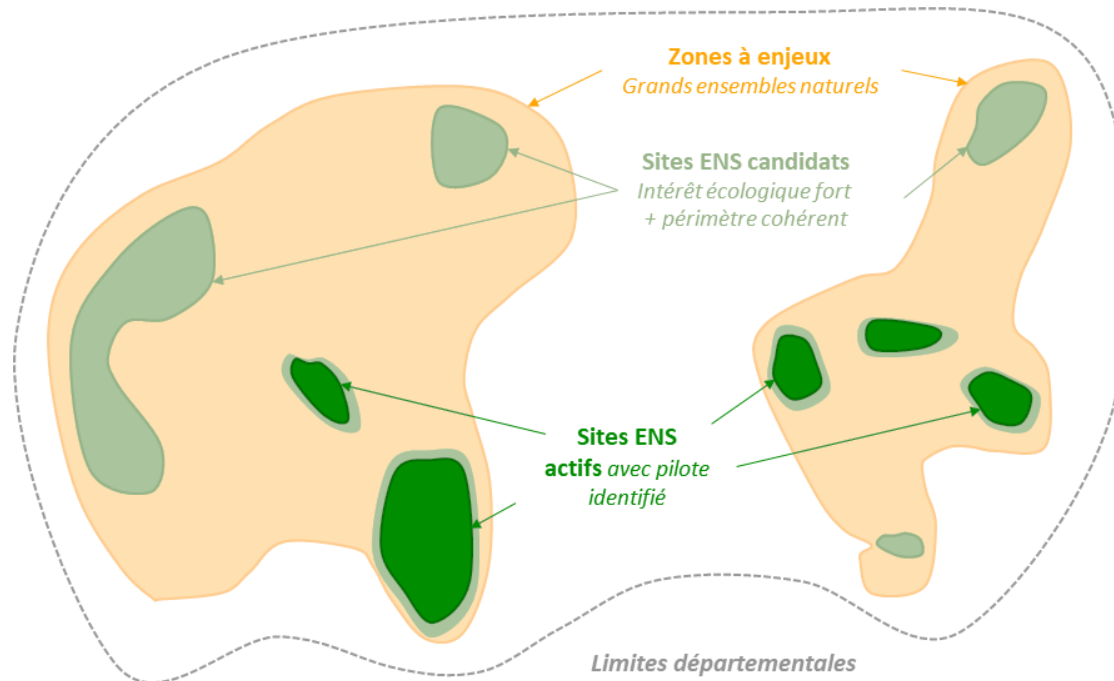 Zones à enjeux
Grands ensembles naturels
Sites ENS candidats
Intérêt écologique fort
+ périmètre cohérent
Sites ENS
actifs avec pilote
identifié
Limites départementales